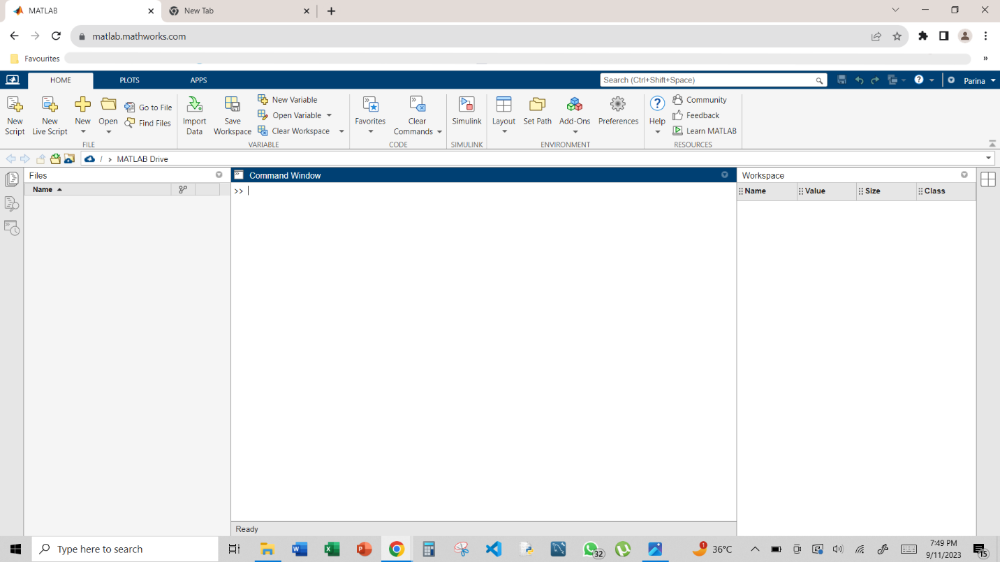 MATLAB
New Tab
matlab.mathworks.com
Favourites
»
HOME PLOTS APPS
Search (Ctrl+Shift+Space)
Parina
New Script
New Live Script
New
Open
Go to File
Find Files
FILE
Import Data
Save Workspace
New Variable
Open Variable
Clear Workspace
VARIABLE
Favorites
Clear Commands
CODE
Simulink
SIMULINK
Layout
Set Path
Add-Ons
Preferences
ENVIRONMENT
Help
Community
Feedback
Learn MATLAB
RESOURCES
/ > MATLAB Drive
Files
Name
Command Window
>>
Ready
Workspace
Name Value Size Class
Type here to search
32
1
36°C
7:49 PM
9/11/2023
15